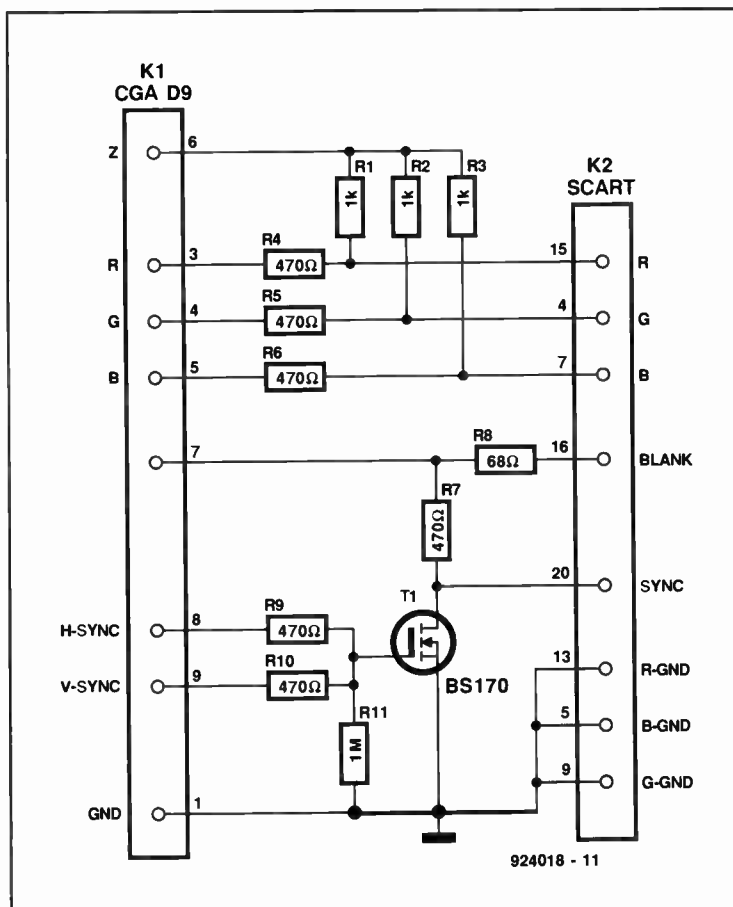 K1
CGA D9
K2
SCART
Z
6
R1
1k
R2
1k
R3
1k
R
3
R4
470Ω
15
R
G
4
R5
470Ω
4
G
B
5
R6
470Ω
7
B
7
R8
68Ω
16
BLANK
R7
470Ω
20
SYNC
T1
BS170
H-SYNC
8
R9
470Ω
V-SYNC
9
R10
470Ω
R11
1M
13
R-GND
5
B-GND
9
G-GND
GND
1
924018 - 11